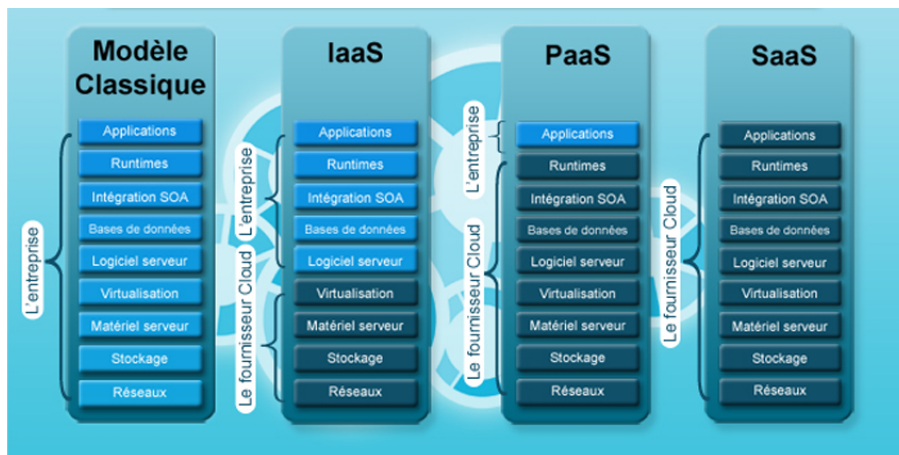 Modèle
Classique
L'entreprise
Applications
Runtimes
Intégration SOA
Bases de données
Logiciel serveur
Virtualisation
Matériel serveur
Stockage
Réseaux
IaaS
L'entreprise
Le fournisseur Cloud
Applications
Runtimes
Intégration SOA
Bases de données
Logiciel serveur
Virtualisation
Matériel serveur
Stockage
Réseaux
PaaS
L'entreprise
Le fournisseur Cloud
Applications
Runtimes
Intégration SOA
Bases de données
Logiciel serveur
Virtualisation
Matériel serveur
Stockage
Réseaux
SaaS
Le fournisseur Cloud
Applications
Runtimes
Intégration SOA
Bases de données
Logiciel serveur
Virtualisation
Matériel serveur
Stockage
Réseaux